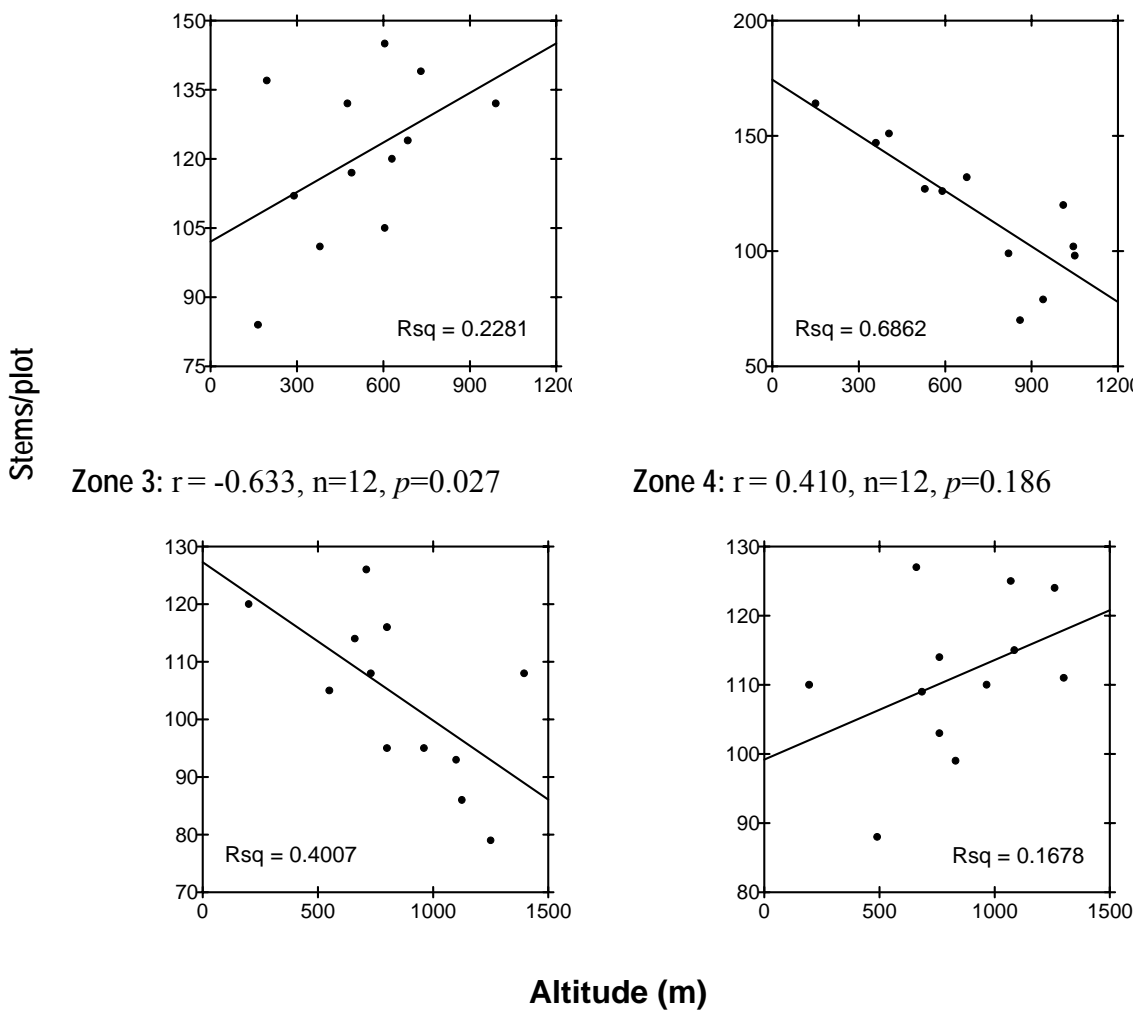 150
135
120
105
90
75
0 300 600 900 1200
Rsq = 0.2281
200
150
100
50
0 300 600 900 120
Rsq = 0.6862
Stems/plot
Zone 3: r = -0.633, n=12, p=0.027
Zone 4: r = 0.410, n=12, p=0.186
130
120
110
100
90
80
70
0 500 1000 1500
Rsq = 0.4007
130
120
110
100
90
80
0 500 1000 1500
Rsq = 0.1678
Altitude (m)